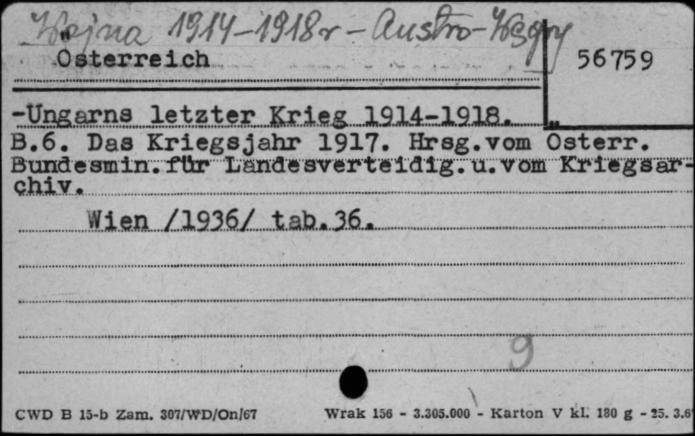 Wojna 1914-1918r - Austro-Węgry
Österreich
56759
-Ungarns letzter Krieg 1914-1918.
B.6. Das Kriegsjahr 1917. Hrsg.vom Österr.
Bundesmin.für Landesverteidig.u.vom Kriegsar-
chiv.
Wien /1936/ tab.36.
9
CWD B 15-b Zam. 307/WD/On/67
Wrak 156 - 3.305.000 - Karton V kl. 180 g - 25. 3.6